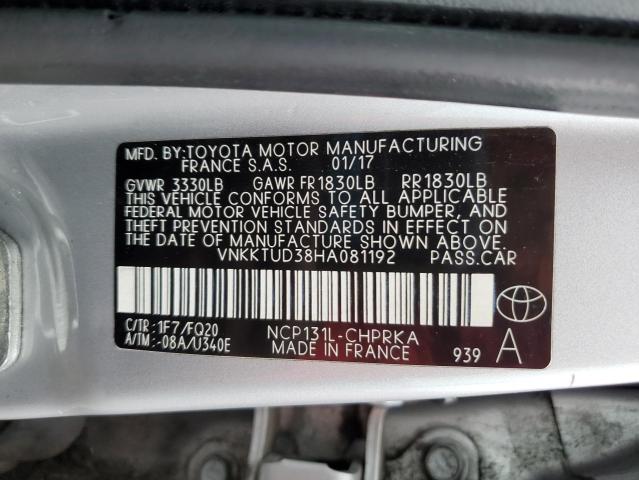 MFD. BY:TOYOTA MOTOR MANUFACTURING
FRANCE S.A.S. 01/17
GVWR 3330LB GAWR FR1830LB RR1830LB
THIS VEHICLE CONFORMS TO ALL APPLICABLE
FEDERAL MOTOR VEHICLE SAFETY BUMPER, AND
THEFT PREVENTION STANDARDS IN EFFECT ON
THE DATE OF MANUFACTURE SHOWN ABOVE.
VNKKTUD38HA081192 PASS.CAR
C/TR: 1F7/FQ20 NCP131L-CHPRKA
A/TM: -08A/U340E MADE IN FRANCE 939 A